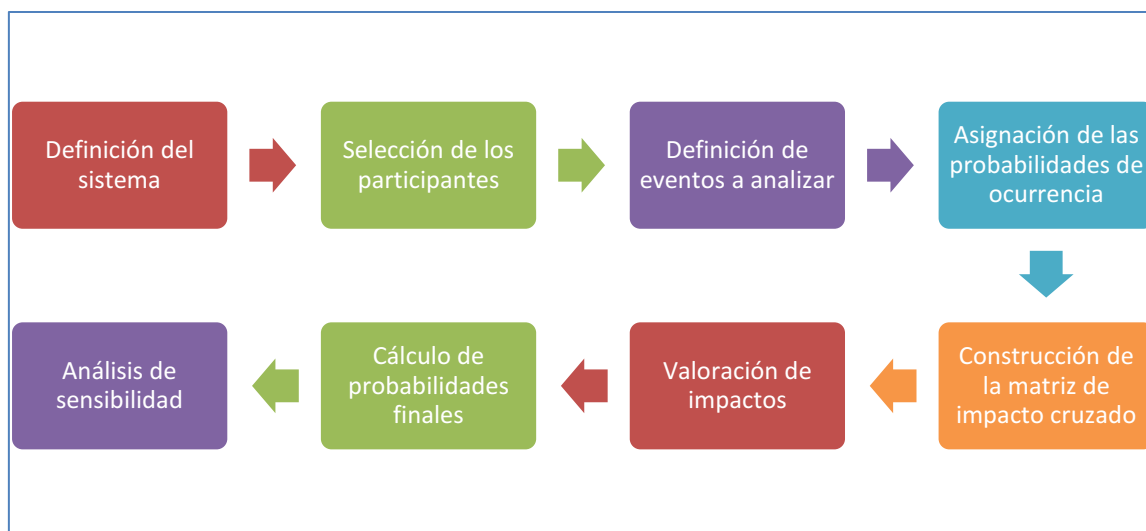 Definición del
sistema
Selección de los
participantes
Definición de
eventos a analizar
Asignación de las
probabilidades de
ocurrencia
Construcción de
la matriz de
impacto cruzado
Valoración de
impactos
Cálculo de
probabilidades
finales
Análisis de
sensibilidad